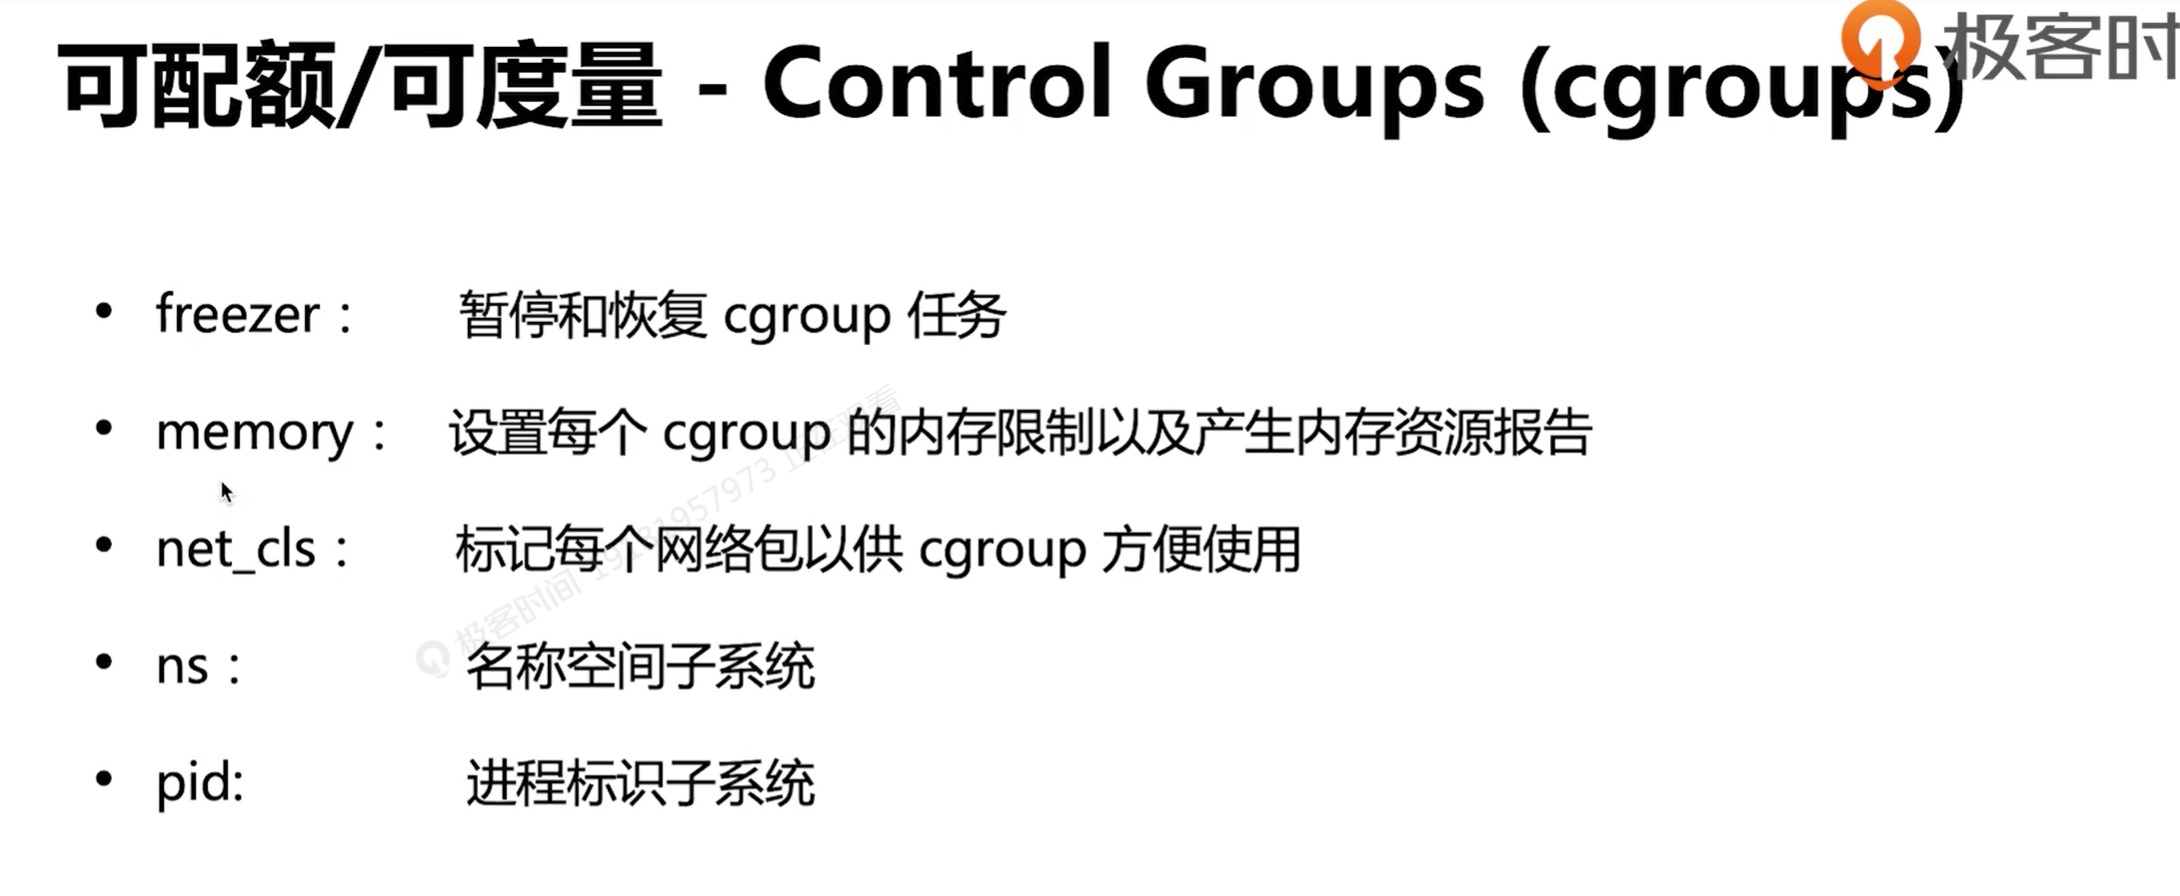 可配额/可度量 - Control Groups (cgroups)
极客时
• freezer： 暂停和恢复 cgroup 任务
• memory： 设置每个 cgroup 的内存限制以及产生内存资源报告
• net_cls： 标记每个网络包以供 cgroup 方便使用
• ns： 名称空间子系统
• pid: 进程标识子系统
极客时间 正在观看